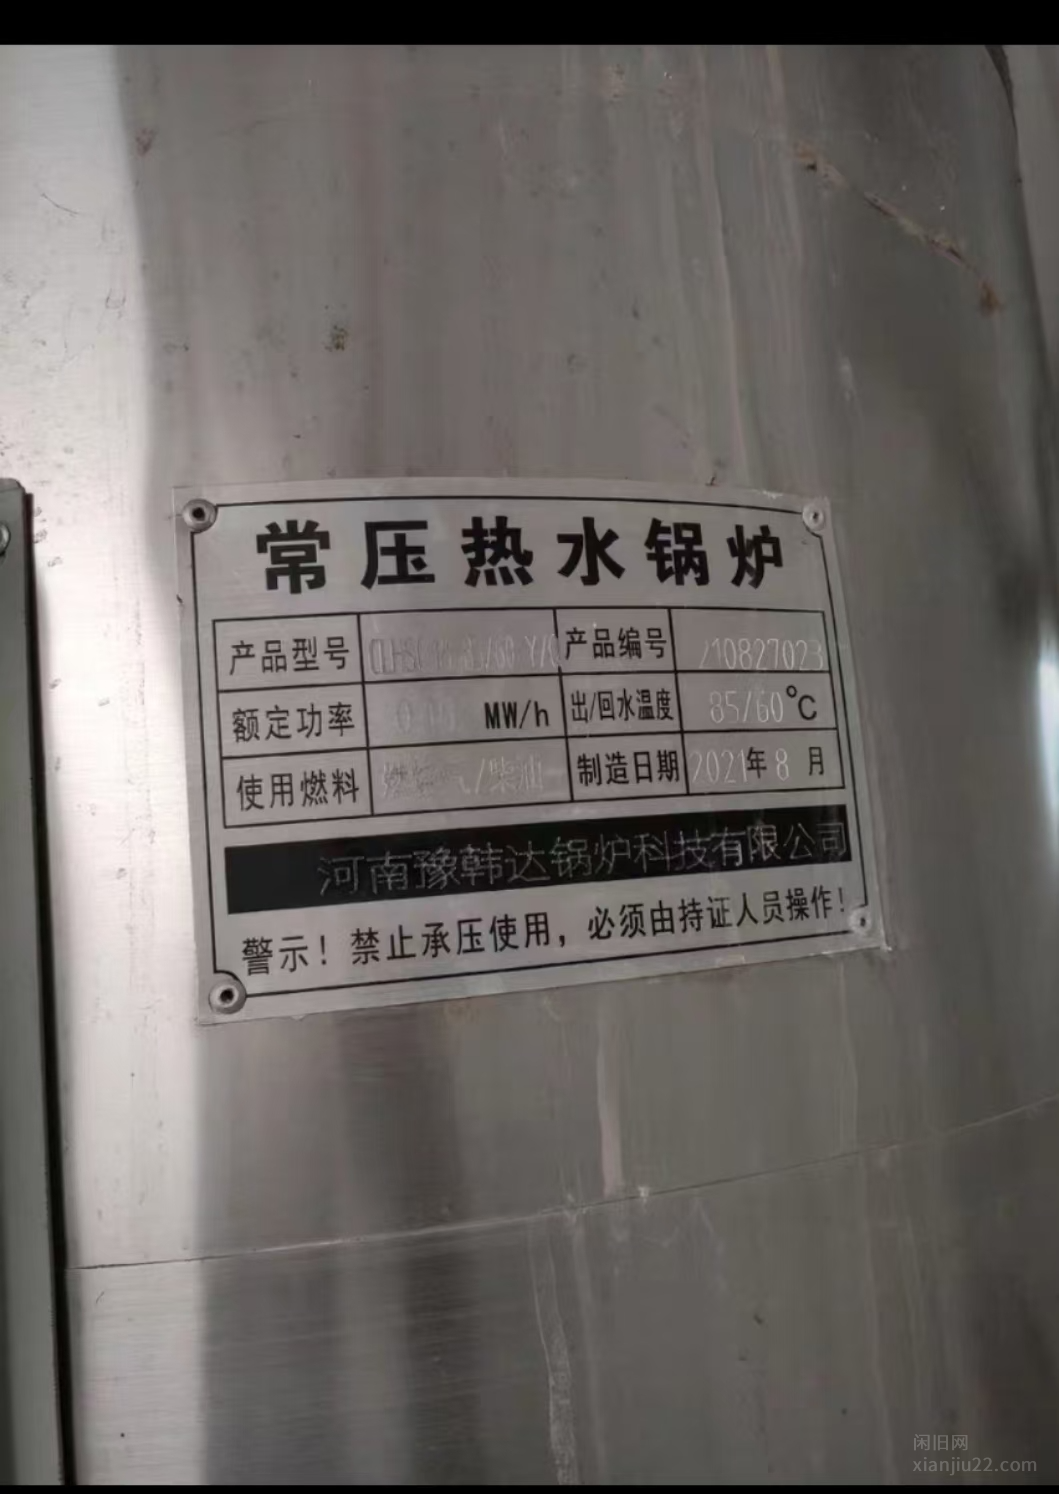 常压热水锅炉
产品型号 产品编号 210827023
额定功率 MW/h 出/回水温度 85/60℃
使用燃料 /柴油 制造日期 2021年8月
河南豫韩达锅炉科技有限公司
警示！禁止承压使用，必须由持证人员操作！
闲旧网
xianjiu22.com